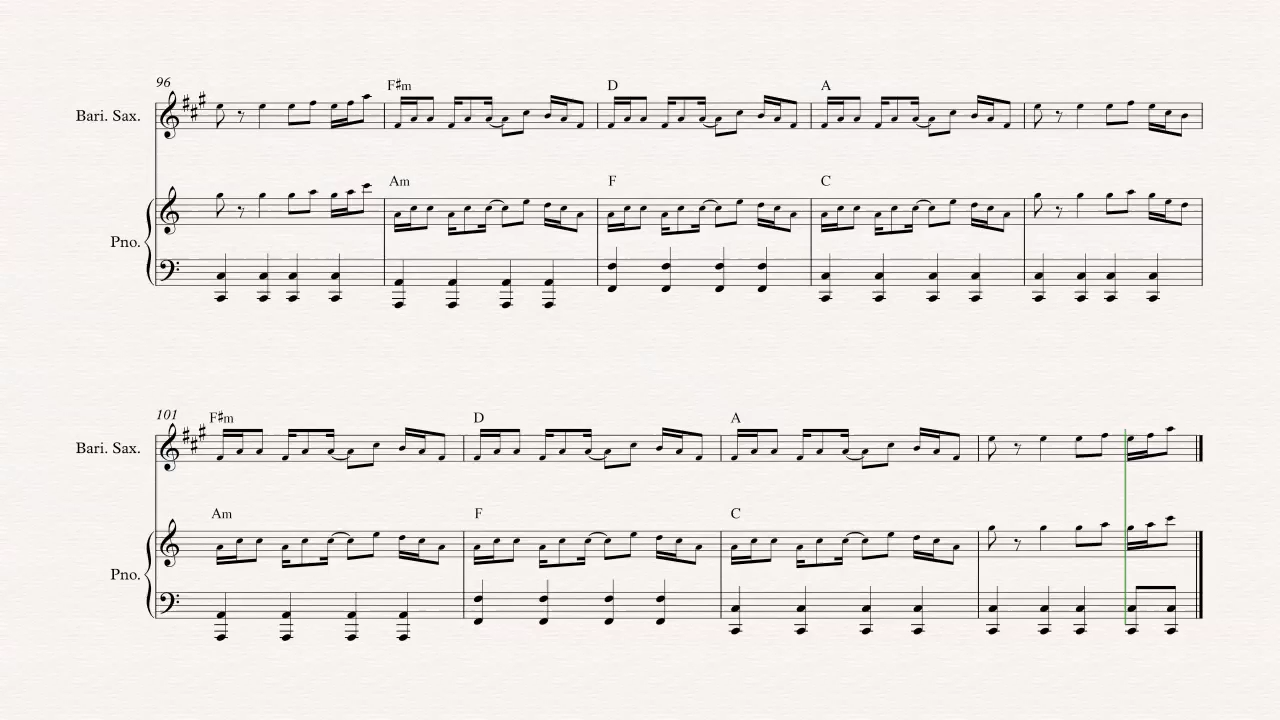 96
F♯m D A
Bari. Sax.
Am F C
Pno.
101
F♯m D A
Bari. Sax.
Am F C
Pno.